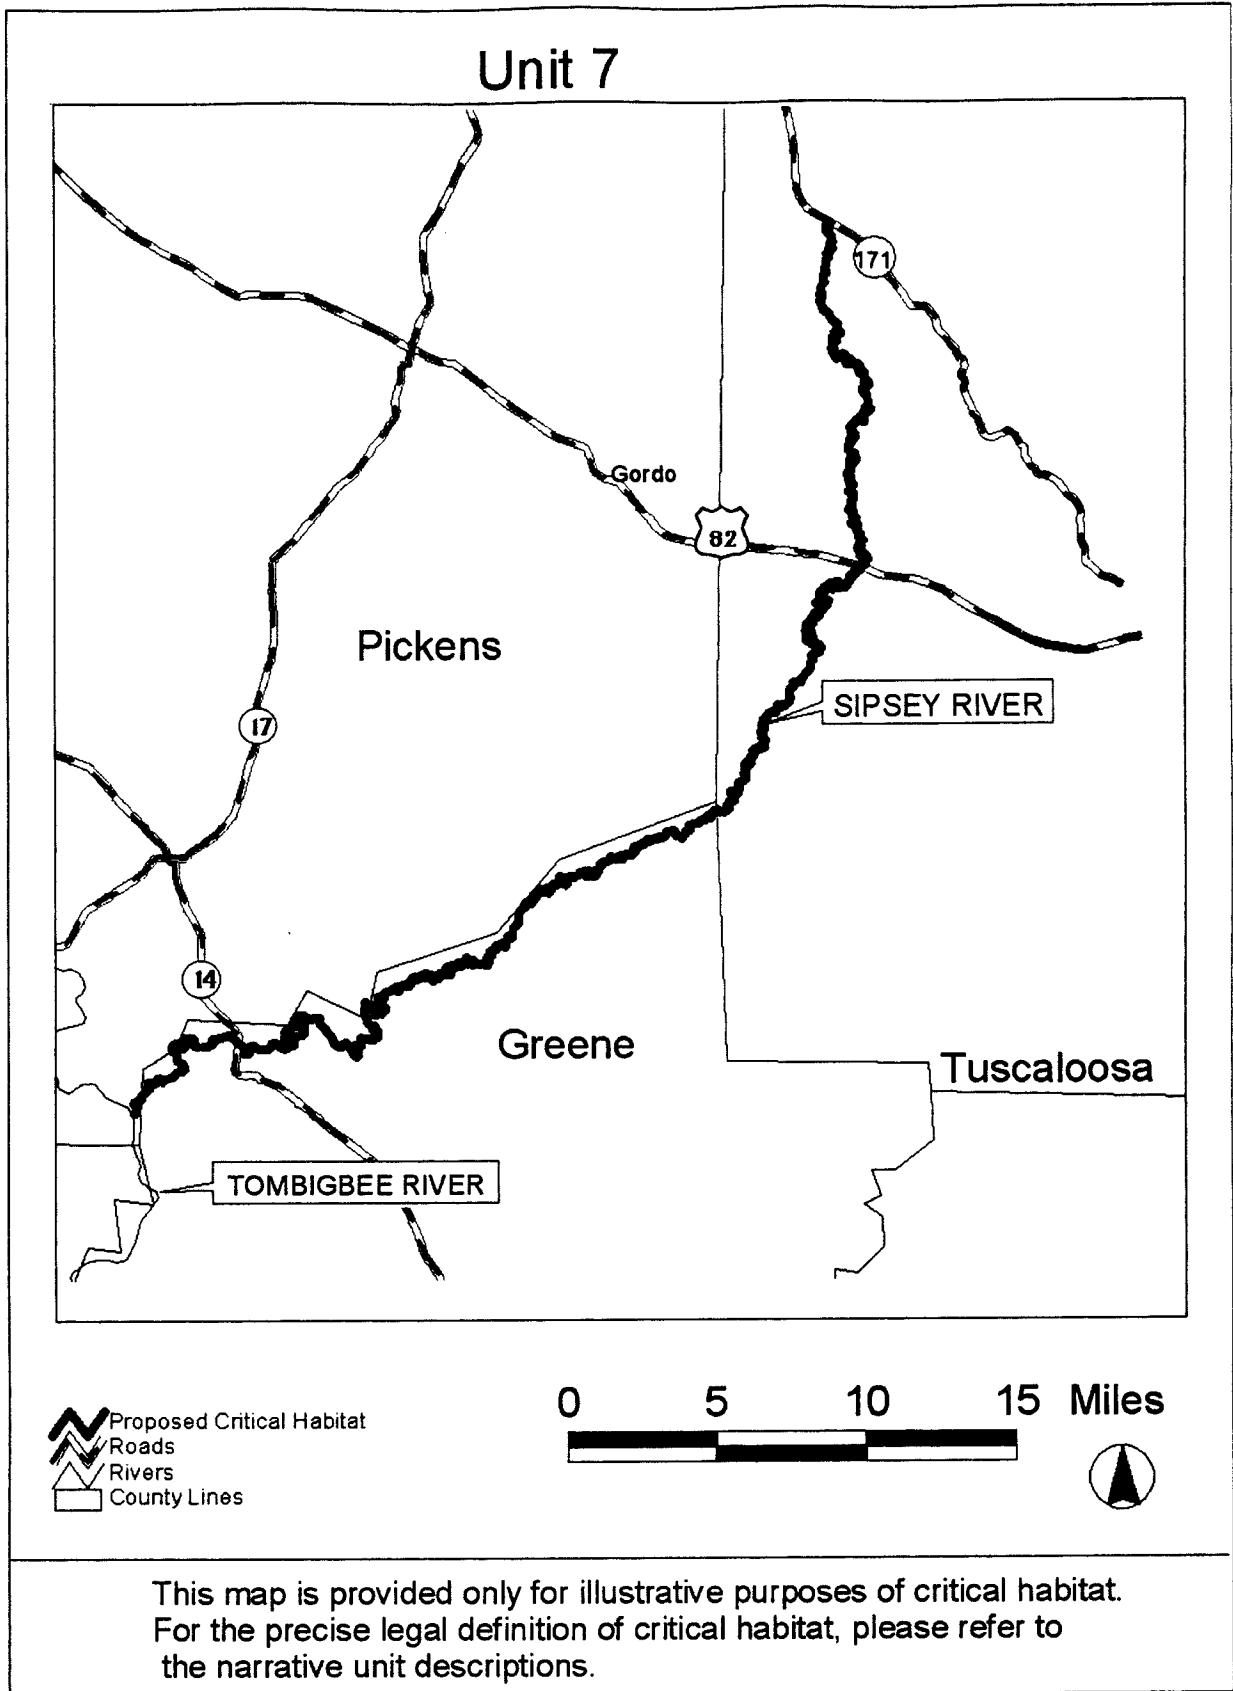 Unit 7
171
Gordo
82
Pickens
SIPSEY RIVER
17
14
Greene
Tuscaloosa
TOMBIGBEE RIVER
0 5 10 15 Miles
Proposed Critical Habitat
Roads
Rivers
County Lines
This map is provided only for illustrative purposes of critical habitat.
For the precise legal definition of critical habitat, please refer to
the narrative unit descriptions.